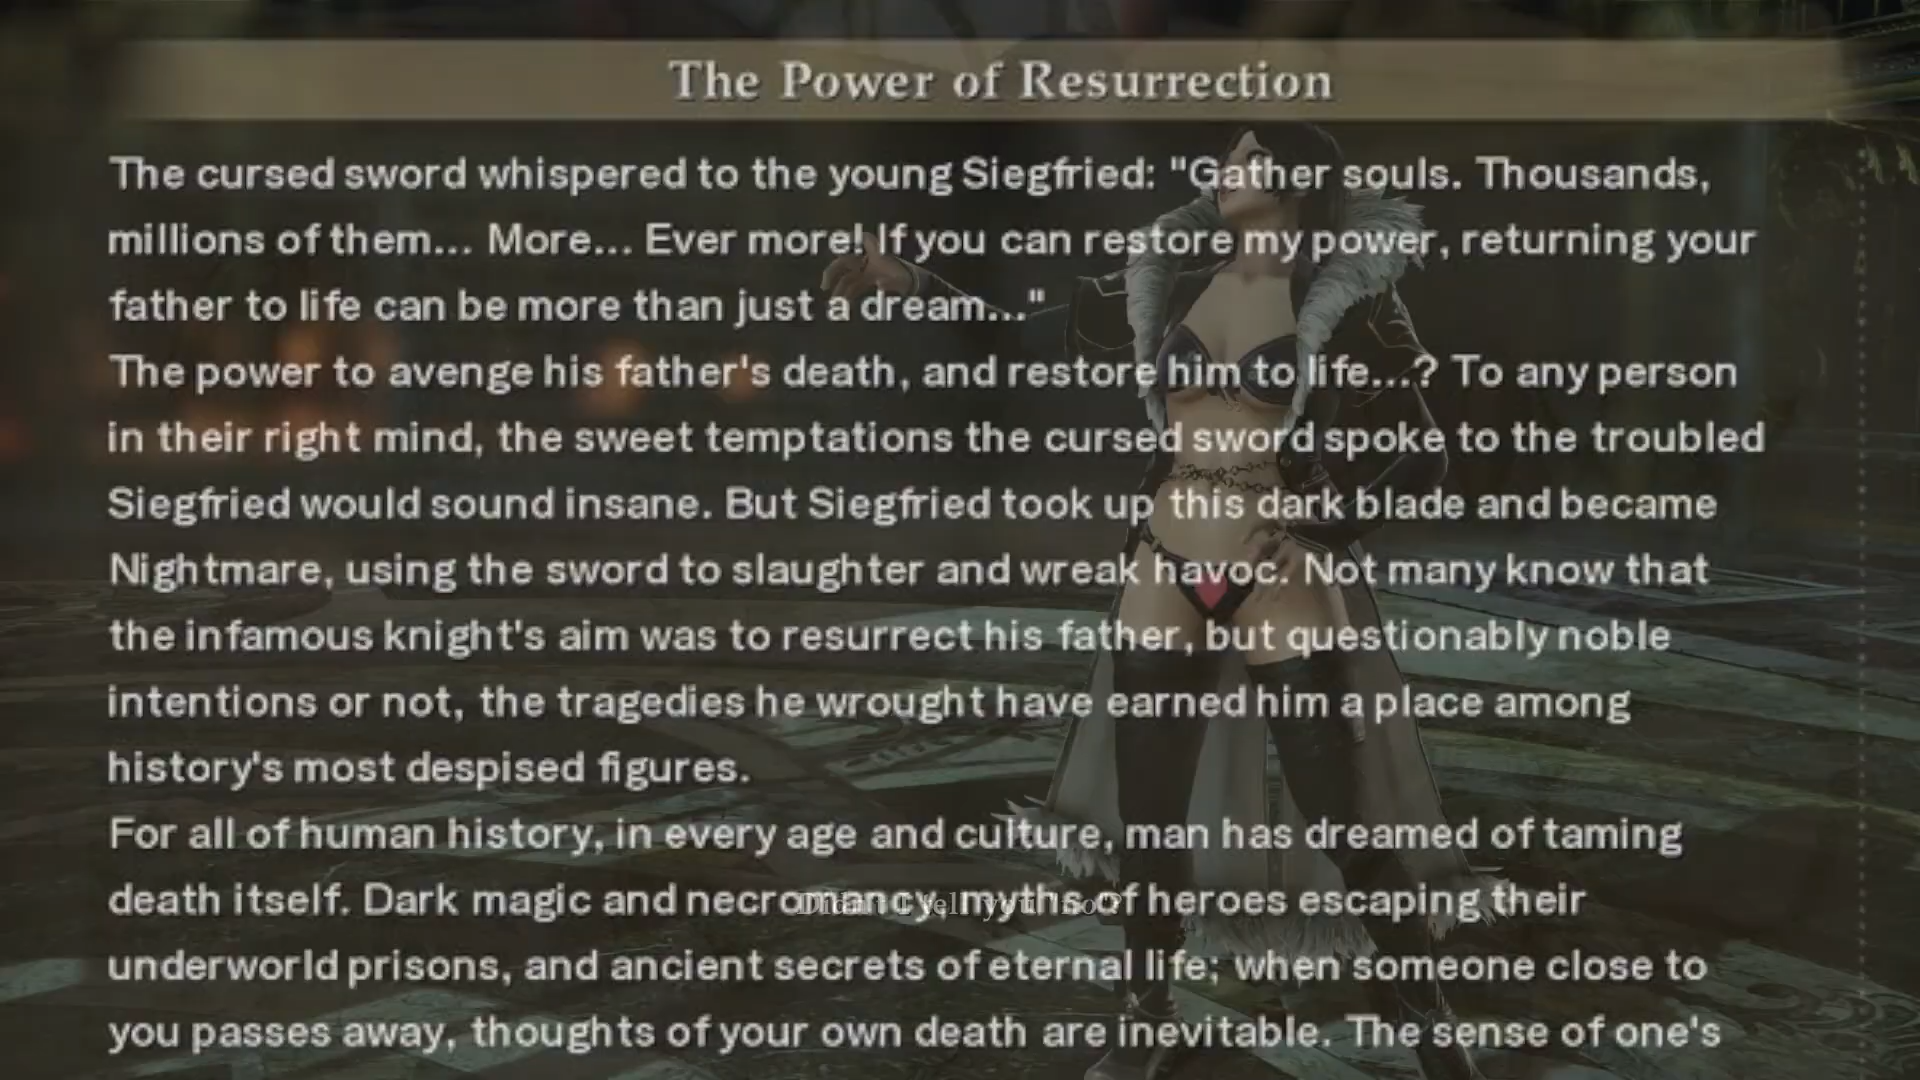 The Power of Resurrection
The cursed sword whispered to the young Siegfried: "Gather souls. Thousands,
millions of them... More... Ever more! If you can restore my power, returning your
father to life can be more than just a dream..."
The power to avenge his father's death, and restore him to life...? To any person
in their right mind, the sweet temptations the cursed sword spoke to the troubled
Siegfried would sound insane. But Siegfried took up this dark blade and became
Nightmare, using the sword to slaughter and wreak havoc. Not many know that
the infamous knight's aim was to resurrect his father, but questionably noble
intentions or not, the tragedies he wrought have earned him a place among
history's most despised figures.
For all of human history, in every age and culture, man has dreamed of taming
death itself. Dark magic and necromancy, myths of heroes escaping their
Didn't I tell you "no"?
underworld prisons, and ancient secrets of eternal life; when someone close to
you passes away, thoughts of your own death are inevitable. The sense of one's